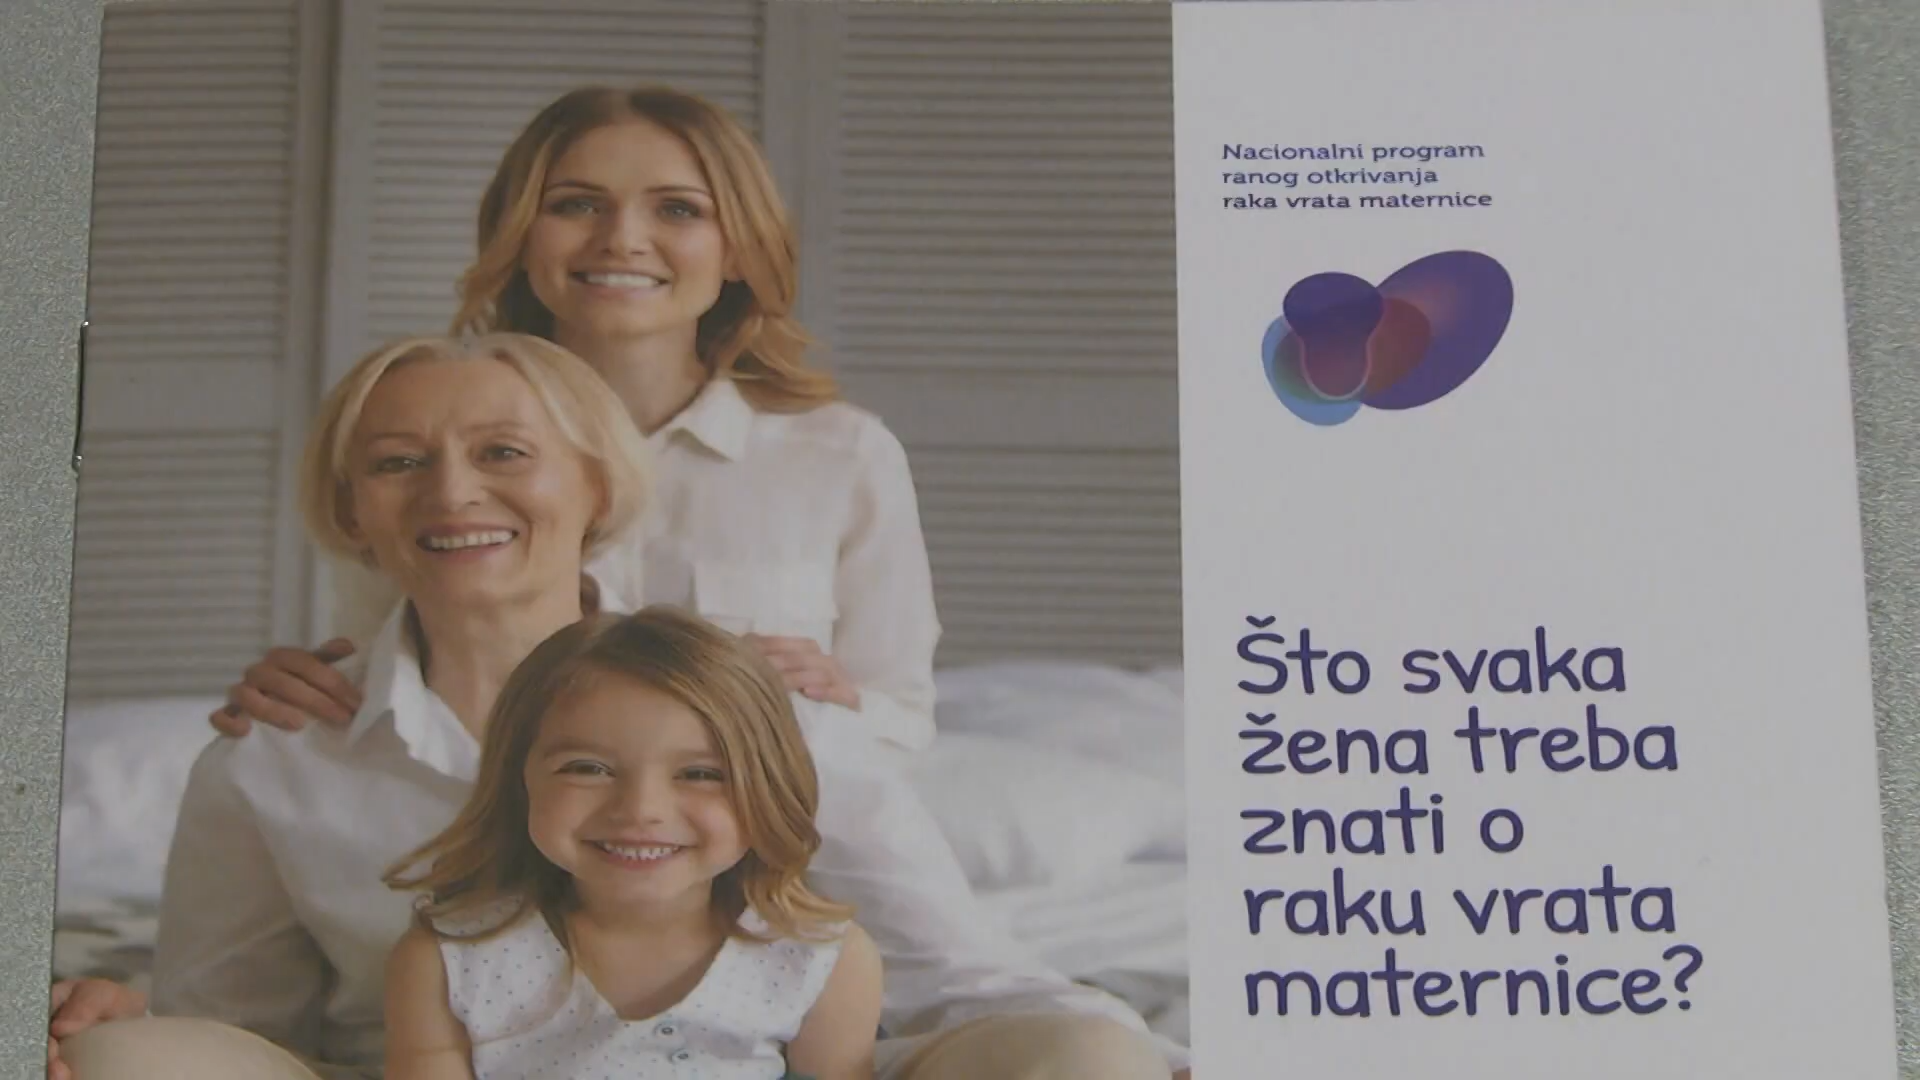 Nacionalni program
ranog otkrivanja
raka vrata maternice
Što svaka
žena treba
znati o
raku vrata
maternice?